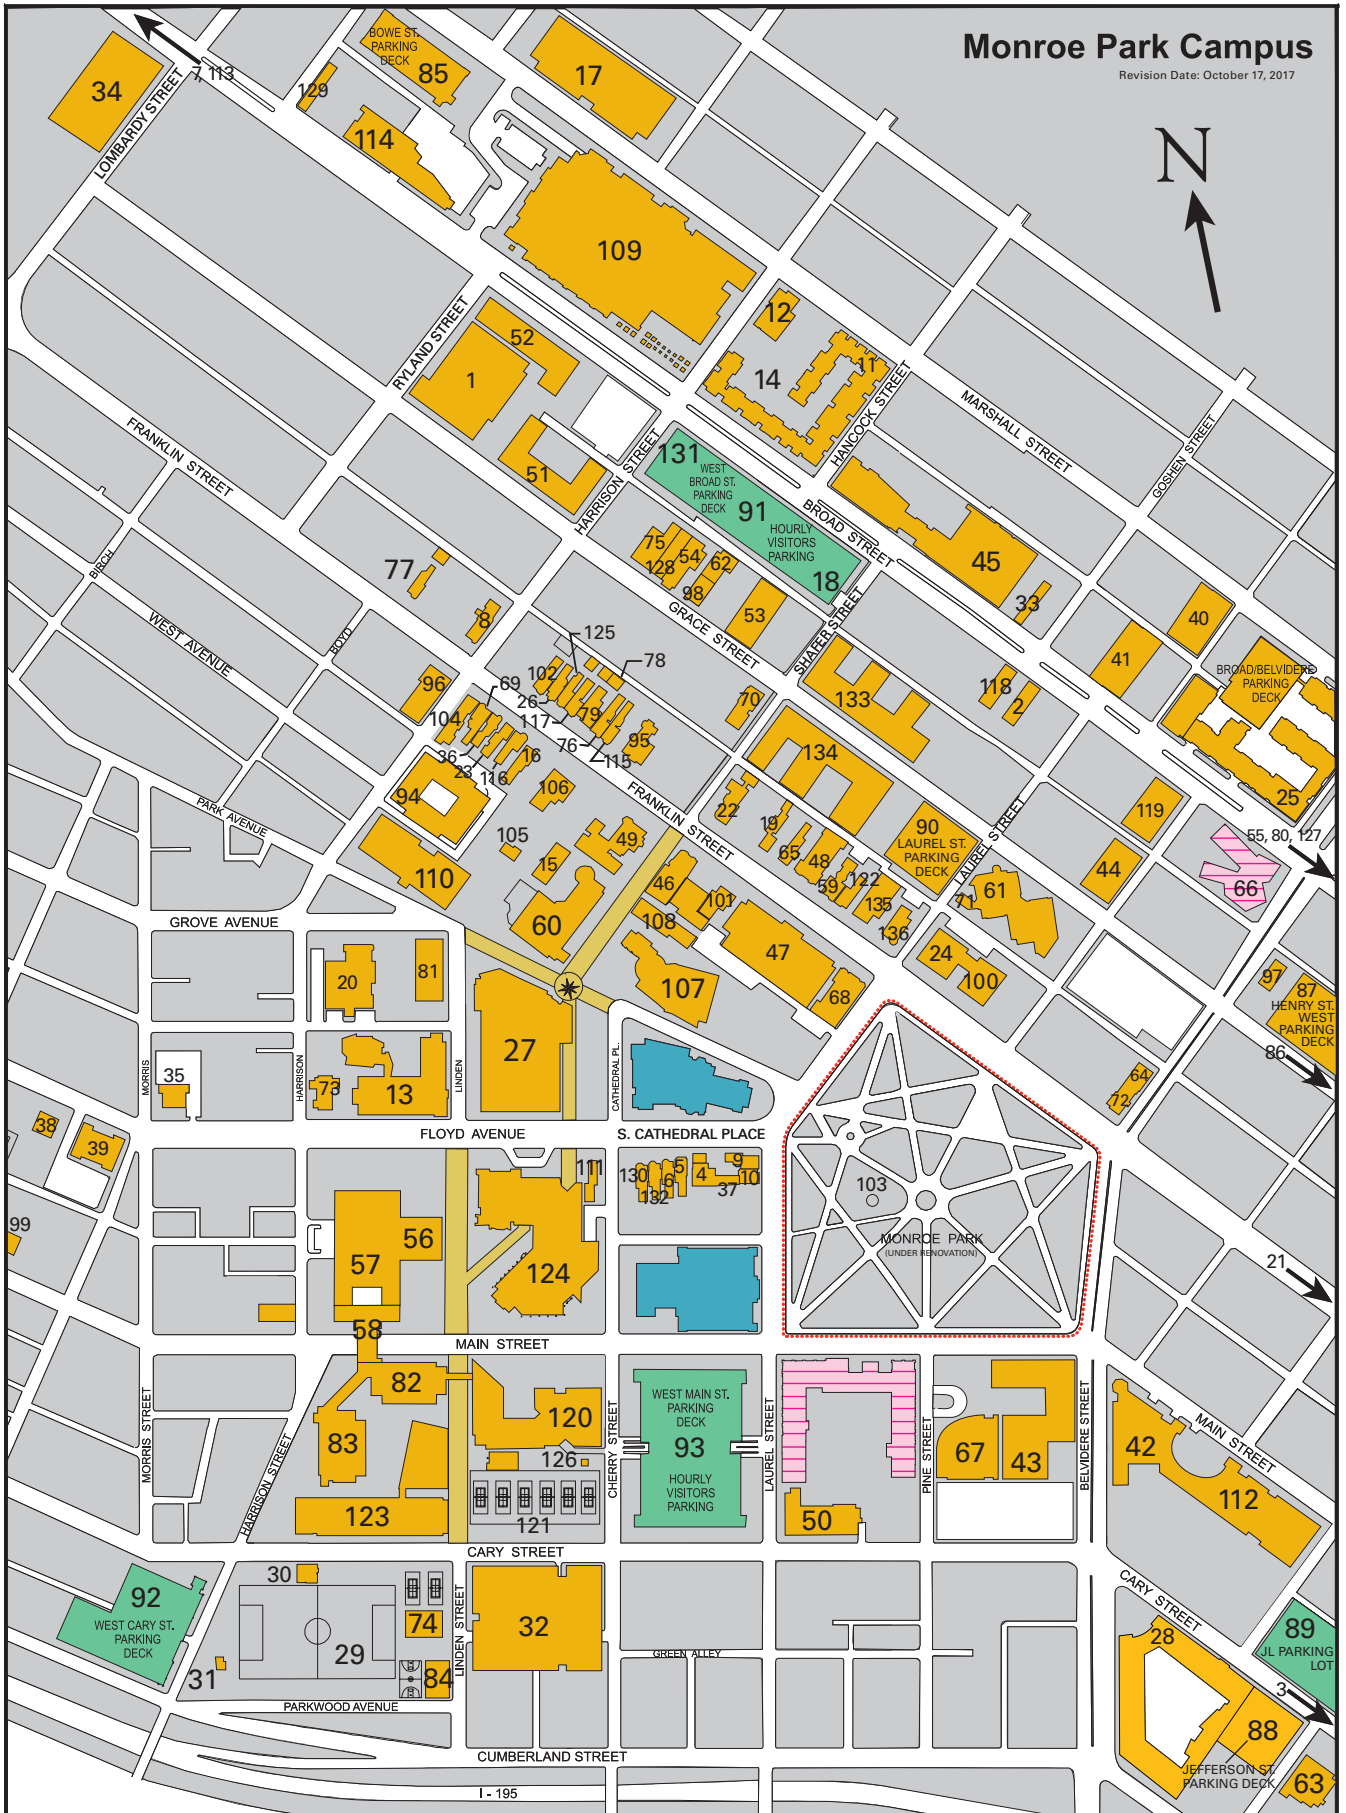 Monroe Park Campus
Revision Date: October 17, 2017
N
34
LOMBARDY STREET
7, 113
129
BOWE ST.
PARKING
DECK
85
114
17
109
RYLAND STREET
52
1
51
HARRISON STREET
12
14
11
HANCOCK STREET
MARSHALL STREET
GOSHEN STREET
FRANKLIN STREET
131
WEST
BROAD ST.
PARKING
DECK
91
HOURLY
VISITORS
PARKING
18
BROAD STREET
45
33
40
41
BROAD/BELVIDERE
PARKING
DECK
25
BIRCH
WEST AVENUE
BOYD
77
8
75
128
54
62
98
53
GRACE STREET
SHAFER STREET
125
78
102
26
117
79
76
115
95
70
133
118
2
96
69
104
36
23
116
16
94
106
105
15
49
FRANKLIN STREET
134
22
19
65
48
59
122
135
136
90
LAUREL ST.
PARKING
DECK
LAUREL STREET
119
44
55, 80, 127
66
71
61
PARK AVENUE
110
60
46
101
108
47
107
68
24
100
97
87
HENRY ST.
WEST
PARKING
DECK
86
GROVE AVENUE
20
81
27
MORRIS
35
HARRISON
73
13
LINDEN
CATHEDRAL PL.
64
72
38
39
99
FLOYD AVENUE
S. CATHEDRAL PLACE
111
130
132
6
5
4
9
10
37
103
MONROE PARK
(UNDER RENOVATION)
21
56
57
58
124
MAIN STREET
82
83
120
126
121
123
MORRIS STREET
HARRISON STREET
CHERRY STREET
WEST MAIN ST.
PARKING
DECK
93
HOURLY
VISITORS
PARKING
LAUREL STREET
50
PINE STREET
67
43
BELVIDERE STREET
42
112
MAIN STREET
CARY STREET
CARY STREET
92
WEST CARY ST.
PARKING
DECK
30
29
31
74
84
LINDEN STREET
32
GREEN ALLEY
PARKWOOD AVENUE
CUMBERLAND STREET
I - 195
28
89
JL PARKING
LOT
3
88
JEFFERSON ST.
PARKING DECK
63